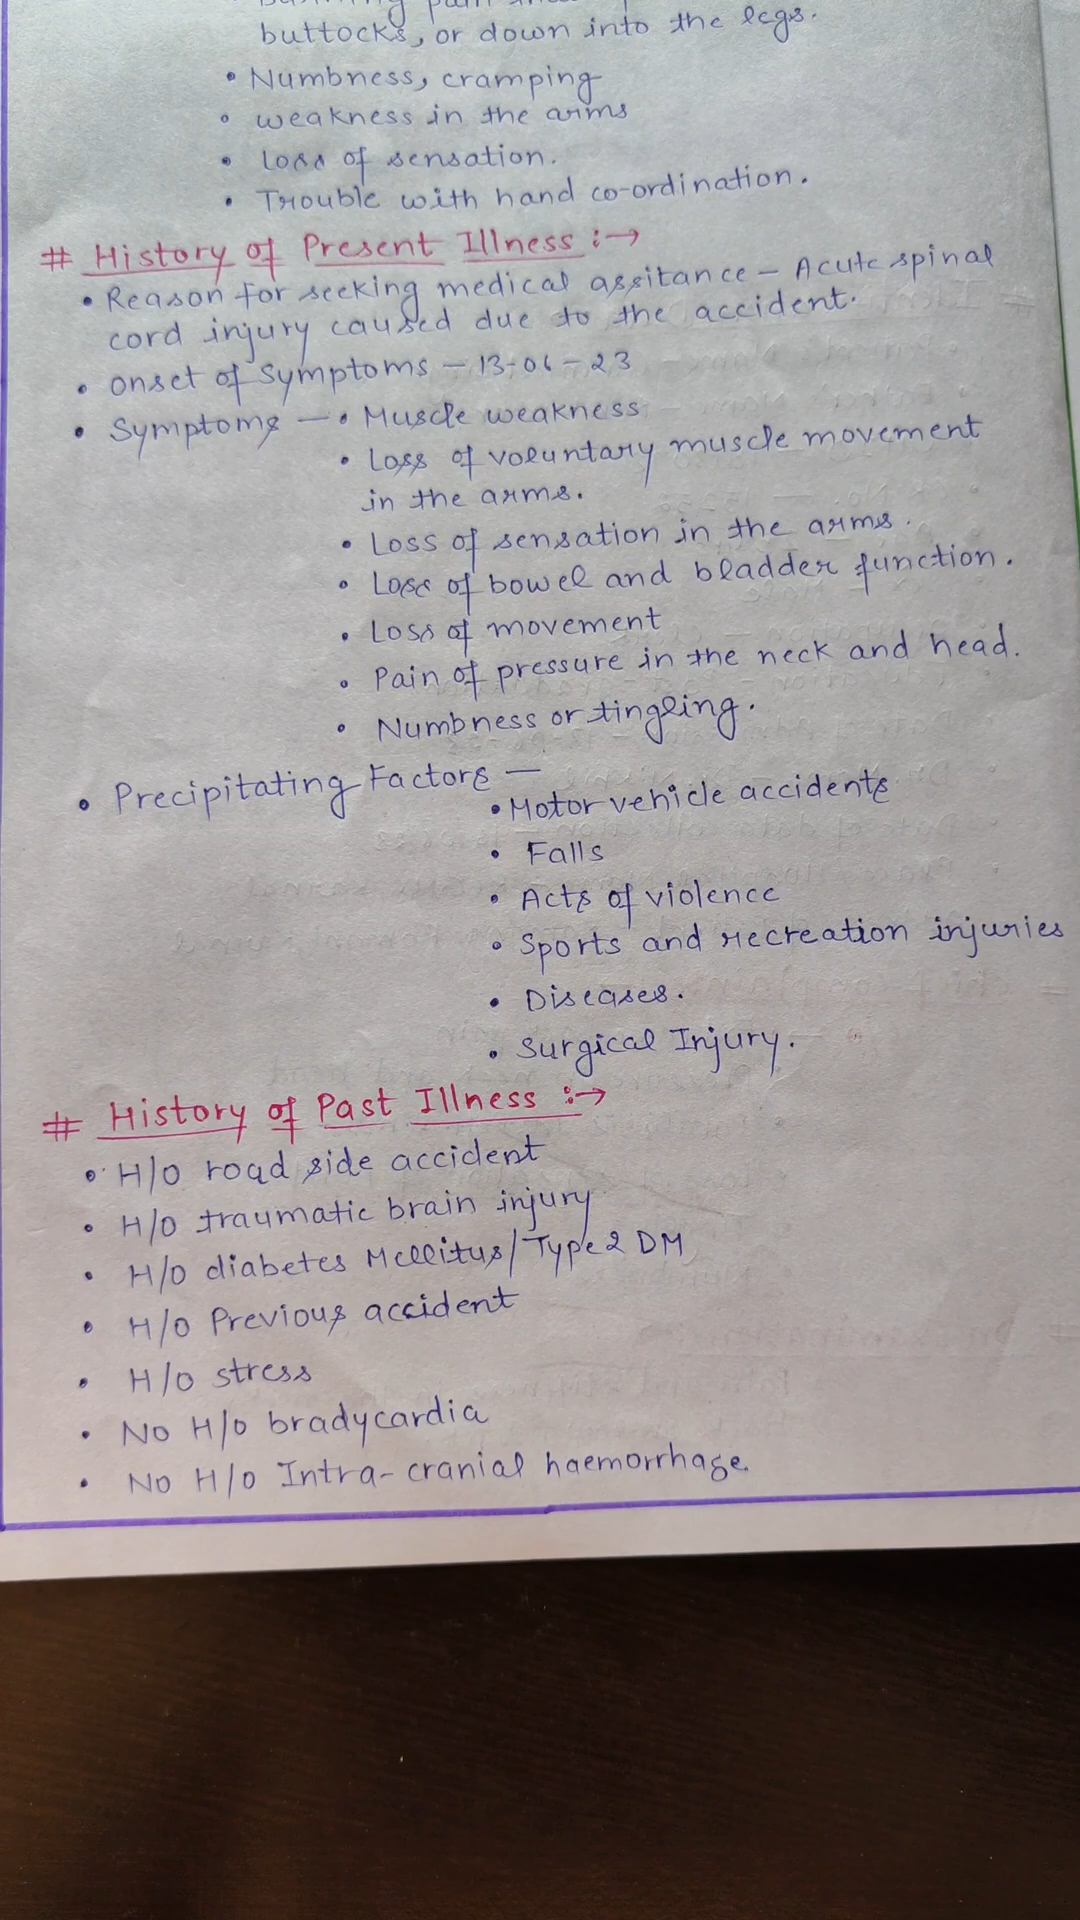 buttocks, or down into the legs.
• Numbness, cramping
• weakness in the arms
• Loss of sensation.
• Trouble with hand co-ordination.
# History of Present Illness :→
• Reason for seeking medical assitance - Acute spinal
cord injury caused due to the accident.
• onset of symptoms - 13-06-23
• Symptoms - • Muscle weakness
• Loss of voluntary muscle movement
in the arms.
• Loss of sensation in the arms.
• Loss of bowel and bladder function.
• Loss of movement
• Pain of pressure in the neck and head.
• Numbness or tingling.
• Precipitating Factors -
• Motor vehicle accidents
• Falls
• Acts of violence
• Sports and recreation injuries
• Diseases.
• Surgical Injury.
# History of Past Illness :→
• H/O road side accident
• H/O traumatic brain injury
• H/O diabetes Mellitus/Type 2 DM
• H/O Previous accident
• H/O stress
• No H/O bradycardia
• No H/O Intra-cranial haemorrhage